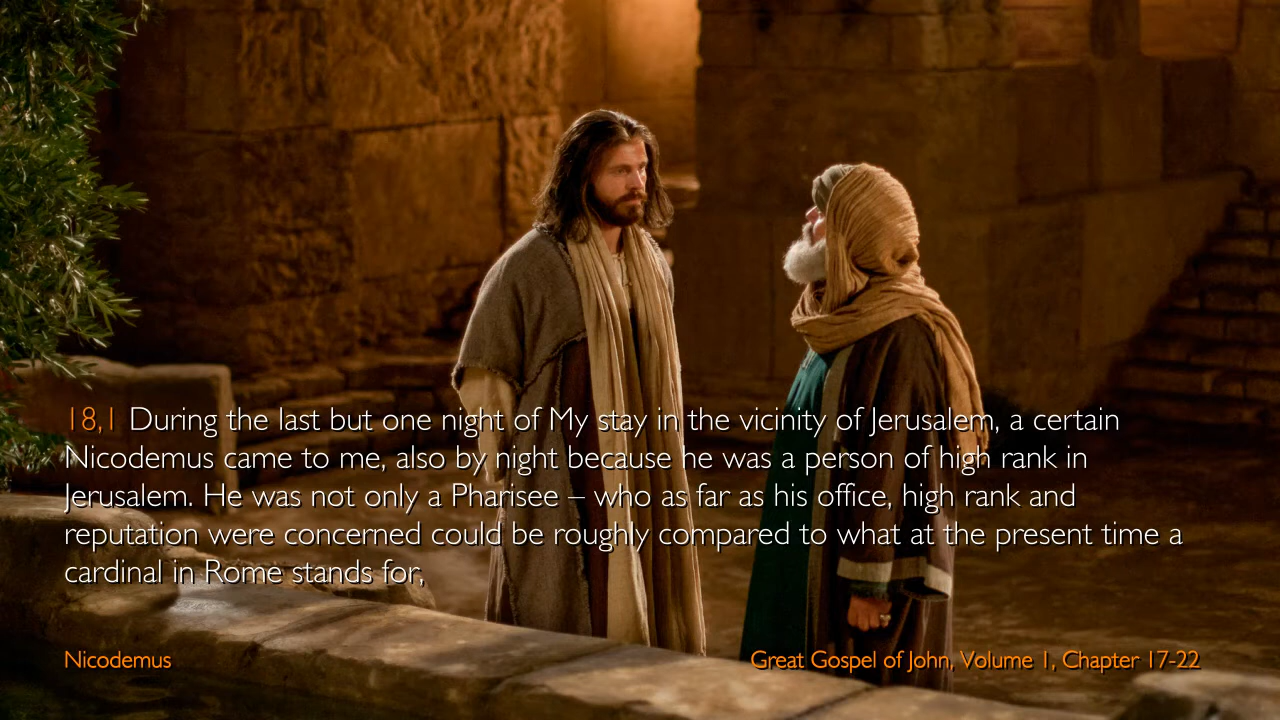 18,1 During the last but one night of My stay in the vicinity of Jerusalem, a certain
Nicodemus came to me, also by night because he was a person of high rank in
Jerusalem. He was not only a Pharisee – who as far as his office, high rank and
reputation were concerned could be roughly compared to what at the present time a
cardinal in Rome stands for,
Nicodemus
Great Gospel of John, Volume 1, Chapter 17-22